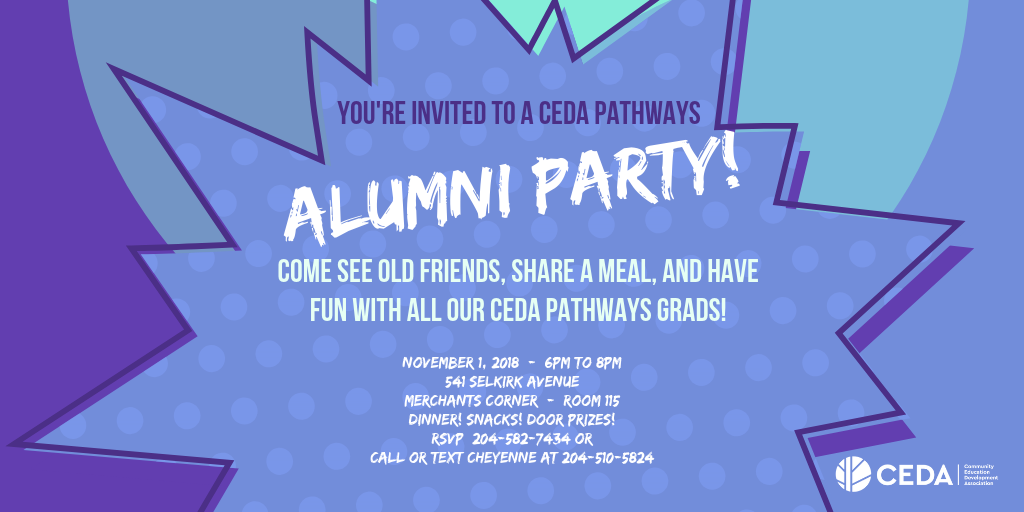 YOU'RE INVITED TO A CEDA PATHWAYS
ALUMNI PARTY!
COME SEE OLD FRIENDS, SHARE A MEAL, AND HAVE
FUN WITH ALL OUR CEDA PATHWAYS GRADS!
NOVEMBER 1, 2018 - 6PM TO 8PM
541 SELKIRK AVENUE
MERCHANTS CORNER - ROOM 115
DINNER! SNACKS! DOOR PRIZES!
RSVP 204-582-7434 OR
CALL OR TEXT CHEYENNE AT 204-510-5824
CEDA
Community
Education
Development
Association